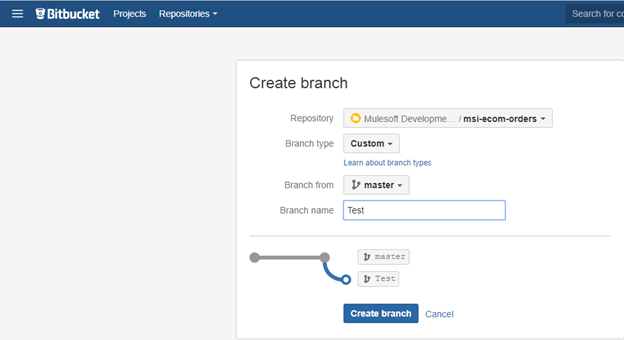 Bitbucket Projects Repositories Search for co
Create branch
Repository Mulesoft Developme... / msi-ecom-orders
Branch type Custom
Learn about branch types
Branch from master
Branch name Test
master
Test
Create branch Cancel